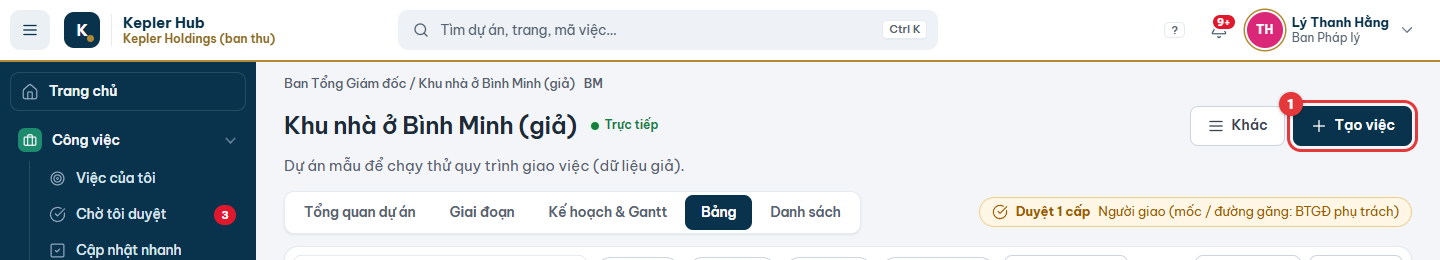 K
Kepler Hub
Kepler Holdings (ban thu)
Tìm dự án, trang, mã việc...
Ctrl K
?
9+
TH
Lý Thanh Hằng
Ban Pháp lý
Trang chủ
Công việc
Việc của tôi
Chờ tôi duyệt
3
Cập nhật nhanh
Ban Tổng Giám đốc / Khu nhà ở Bình Minh (giả) BM
Khu nhà ở Bình Minh (giả)
Trực tiếp
Khác
1
Tạo việc
Dự án mẫu để chạy thử quy trình giao việc (dữ liệu giả).
Tổng quan dự án
Giai đoạn
Kế hoạch & Gantt
Bảng
Danh sách
Duyệt 1 cấp Người giao (mốc / đường găng: BTGĐ phụ trách)